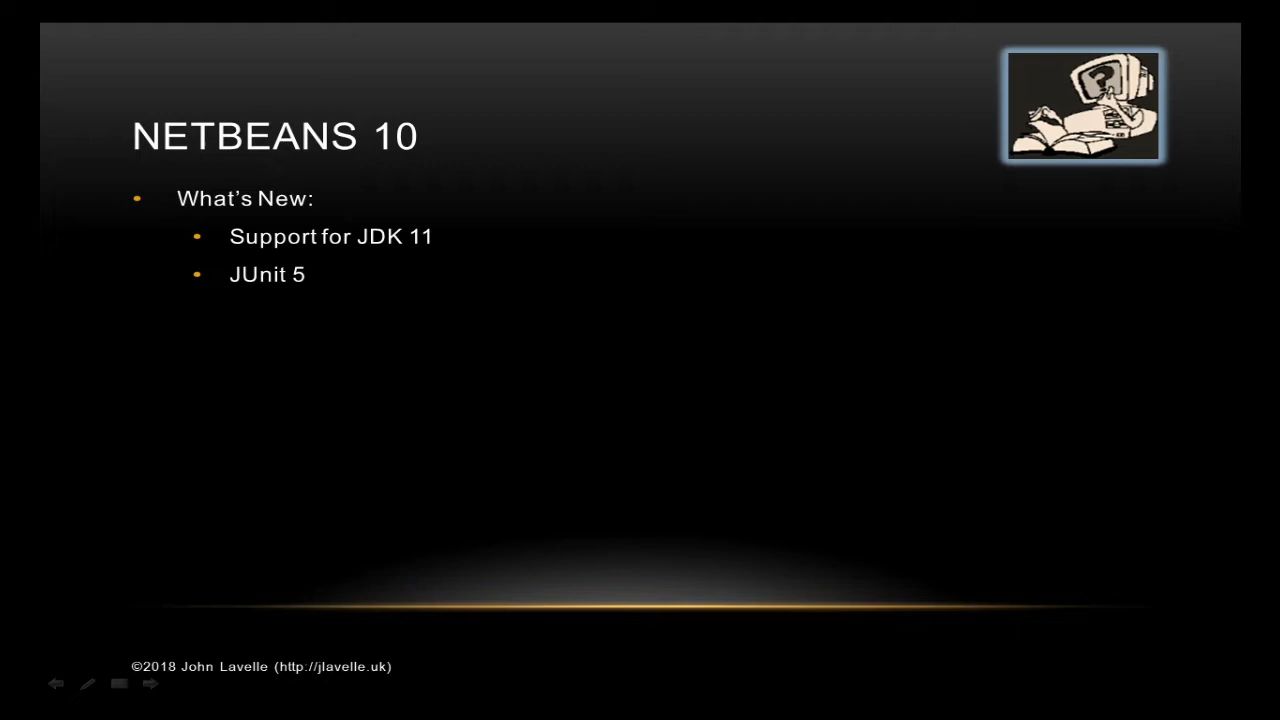 NETBEANS 10
What’s New:
Support for JDK 11
JUnit 5
©2018 John Lavelle (http://jlavelle.uk)